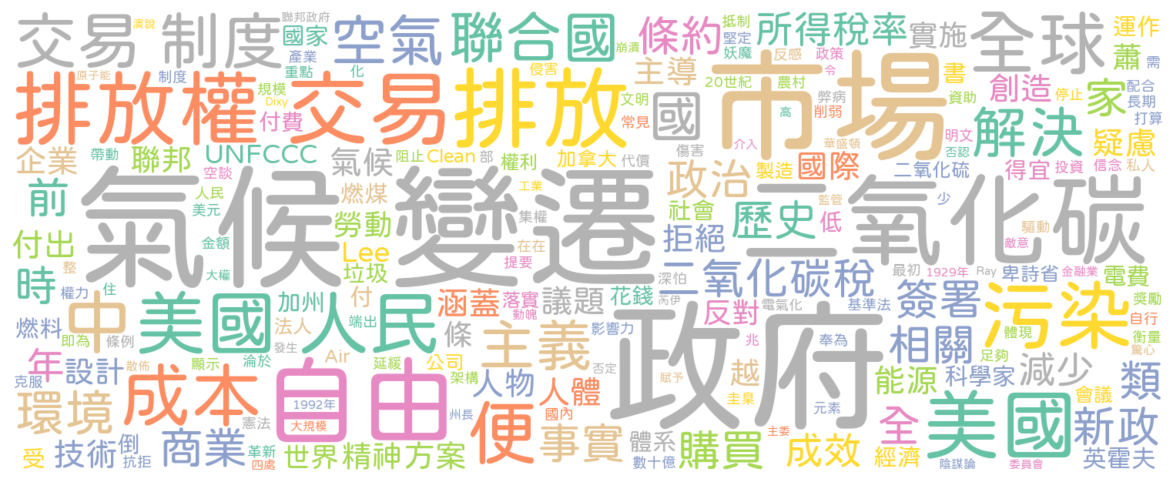 交易 制度
演說
聯邦政府
國家
產業
重點
化
空氣
聯合國
崩潰
抵制
堅定
妖魔
條約
所得稅率
反感
政策
令
實施
全球
運作
蕭
需
排放權
原子能
制度
規模
Dixy
付費
交易
排放
侵害
文明
常見
主導
20世紀
農村
國
市場
高
弊病
削弱
書
資助
創造
停止
家
配合
長期
打算
企業
帶動
聯邦
空談
UNFCCC
氣候
阻止
Clean
部
權利
加拿大
代價
傷害
介入
華盛頓
製造
國際
政治
明文
否認
二氧化硫
解決
得宜
投資
疑慮
信念
私人
前
人民
美元
氣候
變遷
燃煤
勞動
工業
集權
社會
監管
歷史
低
少
二氧化碳
驅動
敵意
付出
金額
整
大權
Lee
垃圾
在在
提要
拒絕
時
權力
住
加州
付
涵蓋
落實
動魄
議題
花錢
深怕
芮伊
二氧化碳稅
電氣化
最初
1929年
Ray
卑詩省
金融業
電費
獎勵
燃料
即為
條例
中
美國
人民
法人
端出
條
主義
影響力
反對
兆
基準法
奉為
簽署
體現
污染
自行
衡量
驚心
年
設計
淪於
發生
顯示
Air
延緩
公司
架構
否定
政府
賦予
越
圭臬
相關
足夠
克服
散佈
成本
自由
1992年
大規模
人物
州長
人體
國內
元素
能源
科學家
減少
會議
類
環境
憲法
便
事實
主委
美國
全
新政
受
技術
倒
抗拒
商業
革新
四處
世界
精神
方案
體系
數十億
購買
成效
經濟
陰謀論
委員會
英霍夫